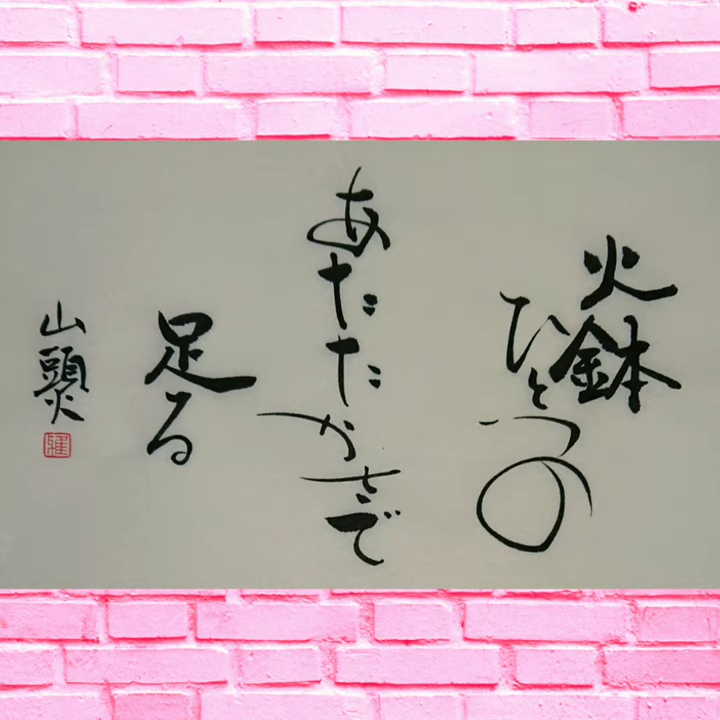 火鉢
ひとつの
あたたかさで
足る
山頭火